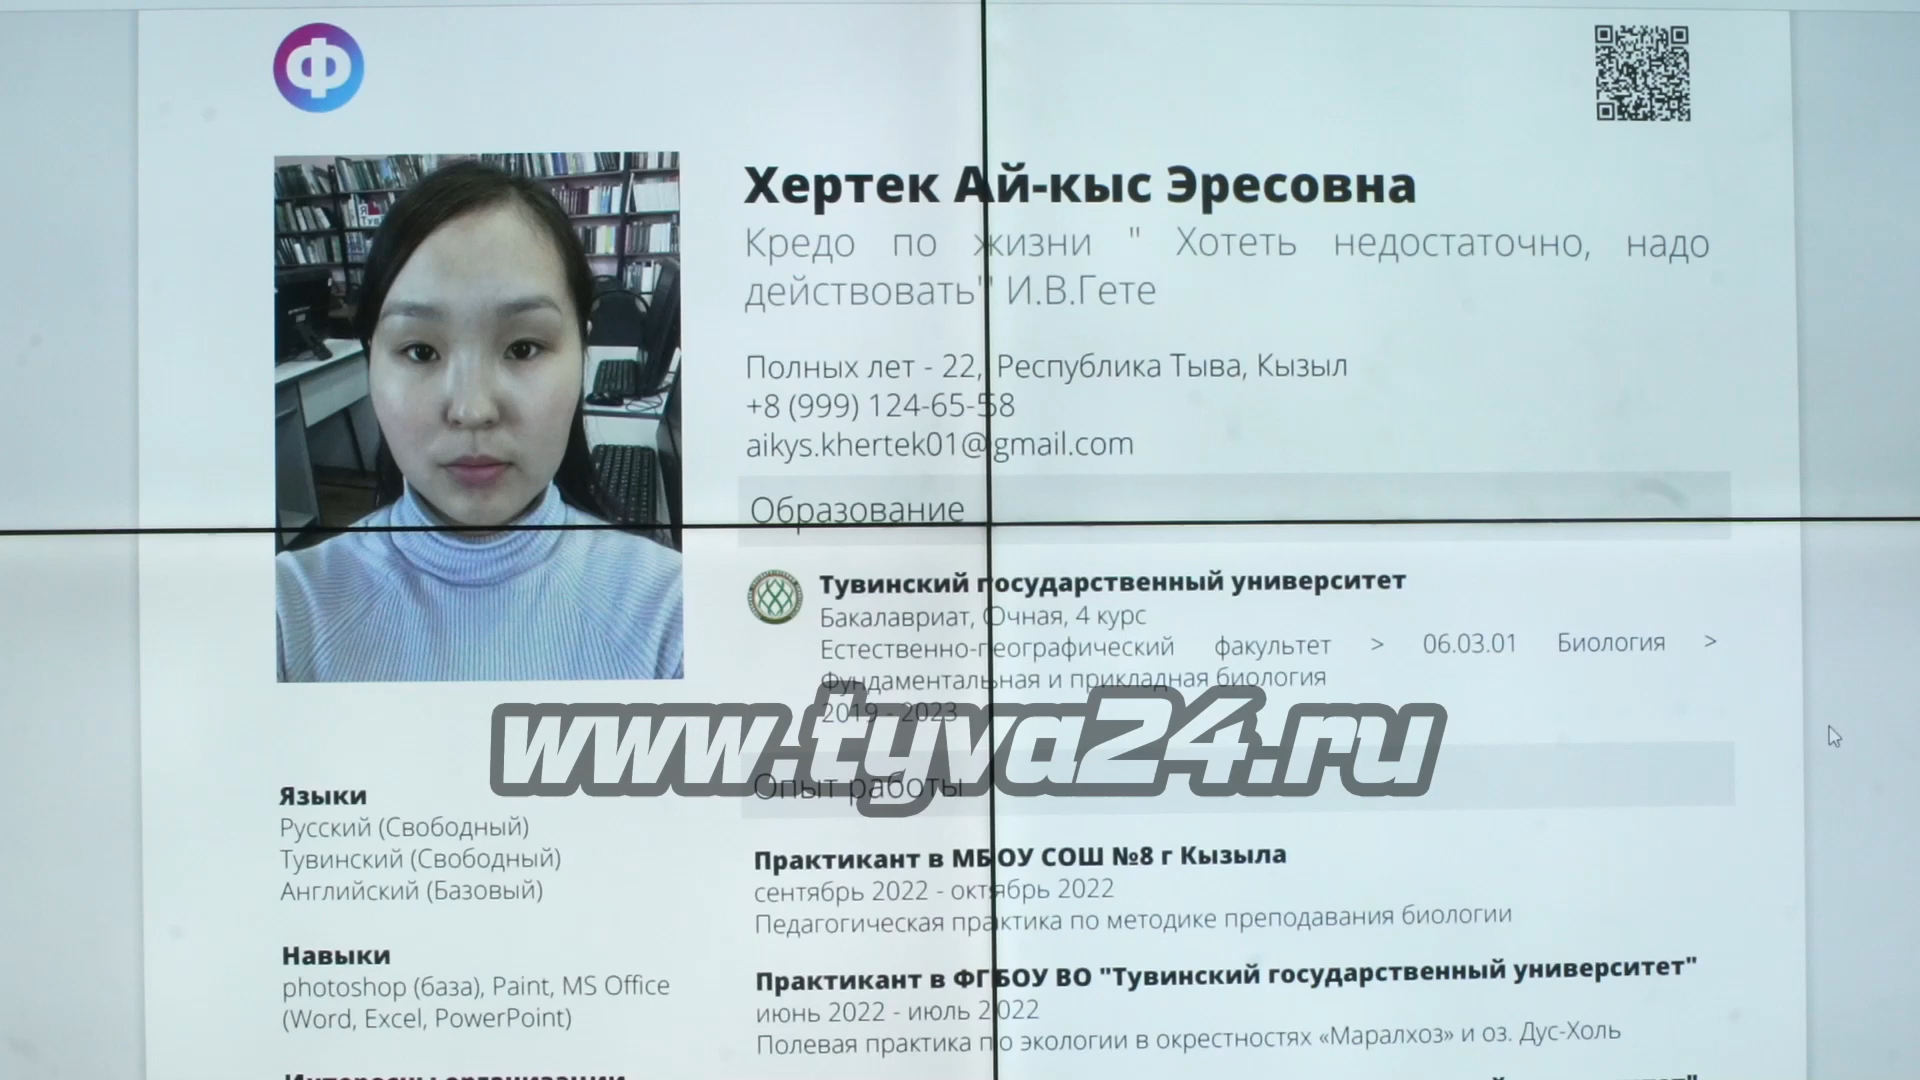 Ф
Хертек Ай-кыс Эресовна
Кредо по жизни " Хотеть недостаточно, надо
действовать" И.В.Гете
Полных лет - 22, Республика Тыва, Кызыл
+8 (999) 124-65-58
aikys.khertek01@gmail.com
Образование
Тувинский государственный университет
Бакалавриат, Очная, 4 курс
Естественно-географический факультет > 06.03.01 Биология >
Фундаментальная и прикладная биология
2019 - 2023
www.tyva24.ru
Опыт работы
Практикант в МБОУ СОШ №8 г Кызыла
сентябрь 2022 - октябрь 2022
Педагогическая практика по методике преподавания биологии
Практикант в ФГБОУ ВО "Тувинский государственный университет"
июнь 2022 - июль 2022
Полевая практика по экологии в окрестностях «Маралхоз» и оз. Дус-Холь
Языки
Русский (Свободный)
Тувинский (Свободный)
Английский (Базовый)
Навыки
photoshop (база), Paint, MS Office
(Word, Excel, PowerPoint)